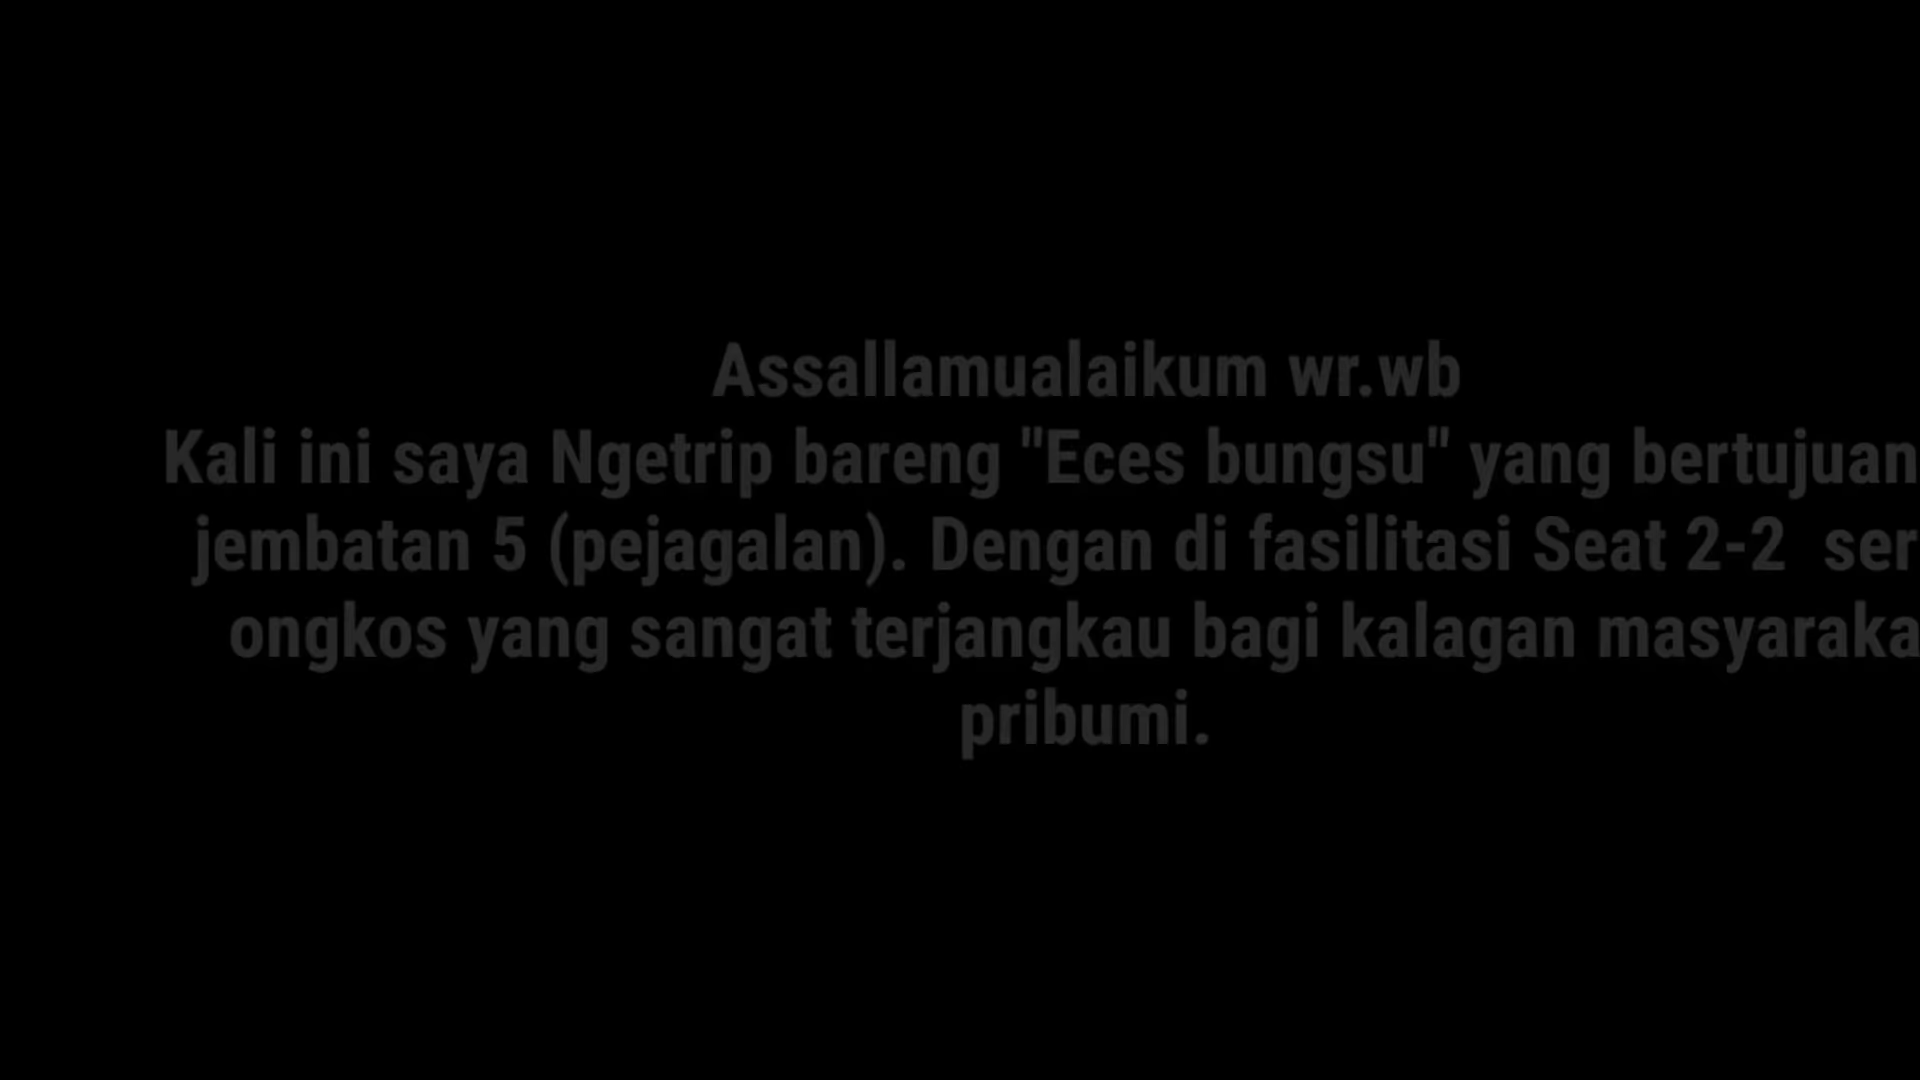 Assallamualaikum wr.wb
Kali ini saya Ngetrip bareng "Eces bungsu" yang bertujuan
jembatan 5 (pejagalan). Dengan di fasilitasi Seat 2-2 ser
ongkos yang sangat terjangkau bagi kalagan masyaraka
pribumi.